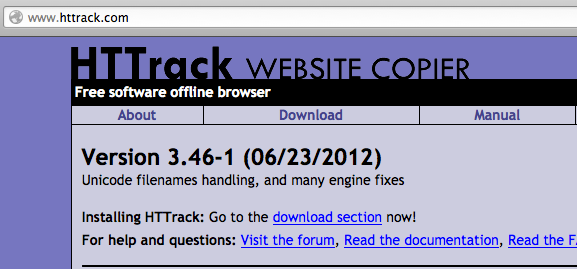 www.httrack.com
HTTrack WEBSITE COPIER
Free software offline browser
About Download Manual
Version 3.46-1 (06/23/2012)
Unicode filenames handling, and many engine fixes
Installing HTTrack: Go to the download section now!
For help and questions: Visit the forum, Read the documentation, Read the